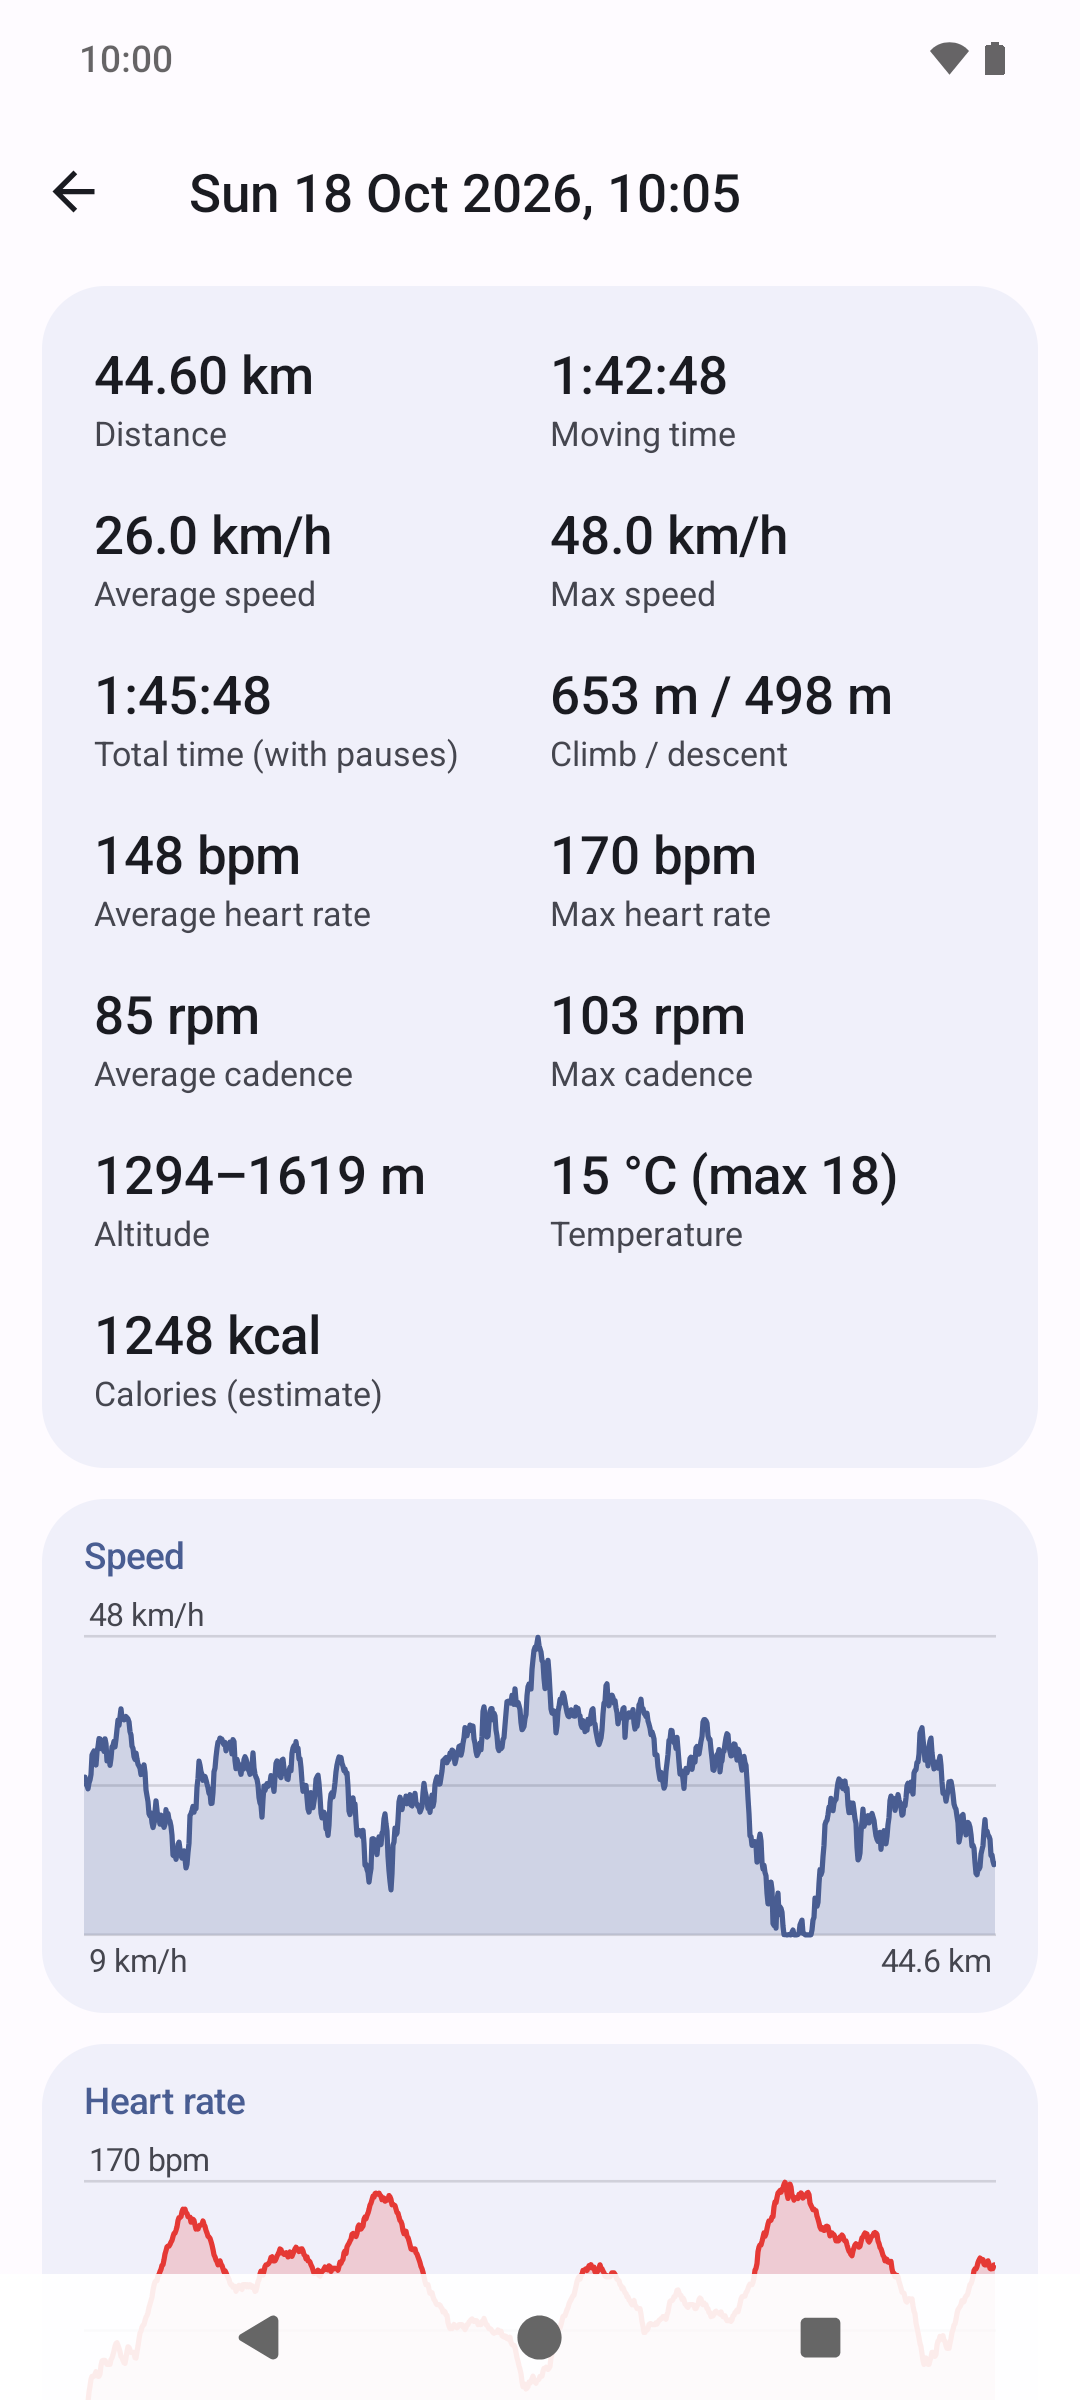 10:00
Sun 18 Oct 2026, 10:05
44.60 km
Distance
1:42:48
Moving time
26.0 km/h
Average speed
48.0 km/h
Max speed
1:45:48
Total time (with pauses)
653 m / 498 m
Climb / descent
148 bpm
Average heart rate
170 bpm
Max heart rate
85 rpm
Average cadence
103 rpm
Max cadence
1294–1619 m
Altitude
15 °C (max 18)
Temperature
1248 kcal
Calories (estimate)
Speed
48 km/h
9 km/h
44.6 km
Heart rate
170 bpm